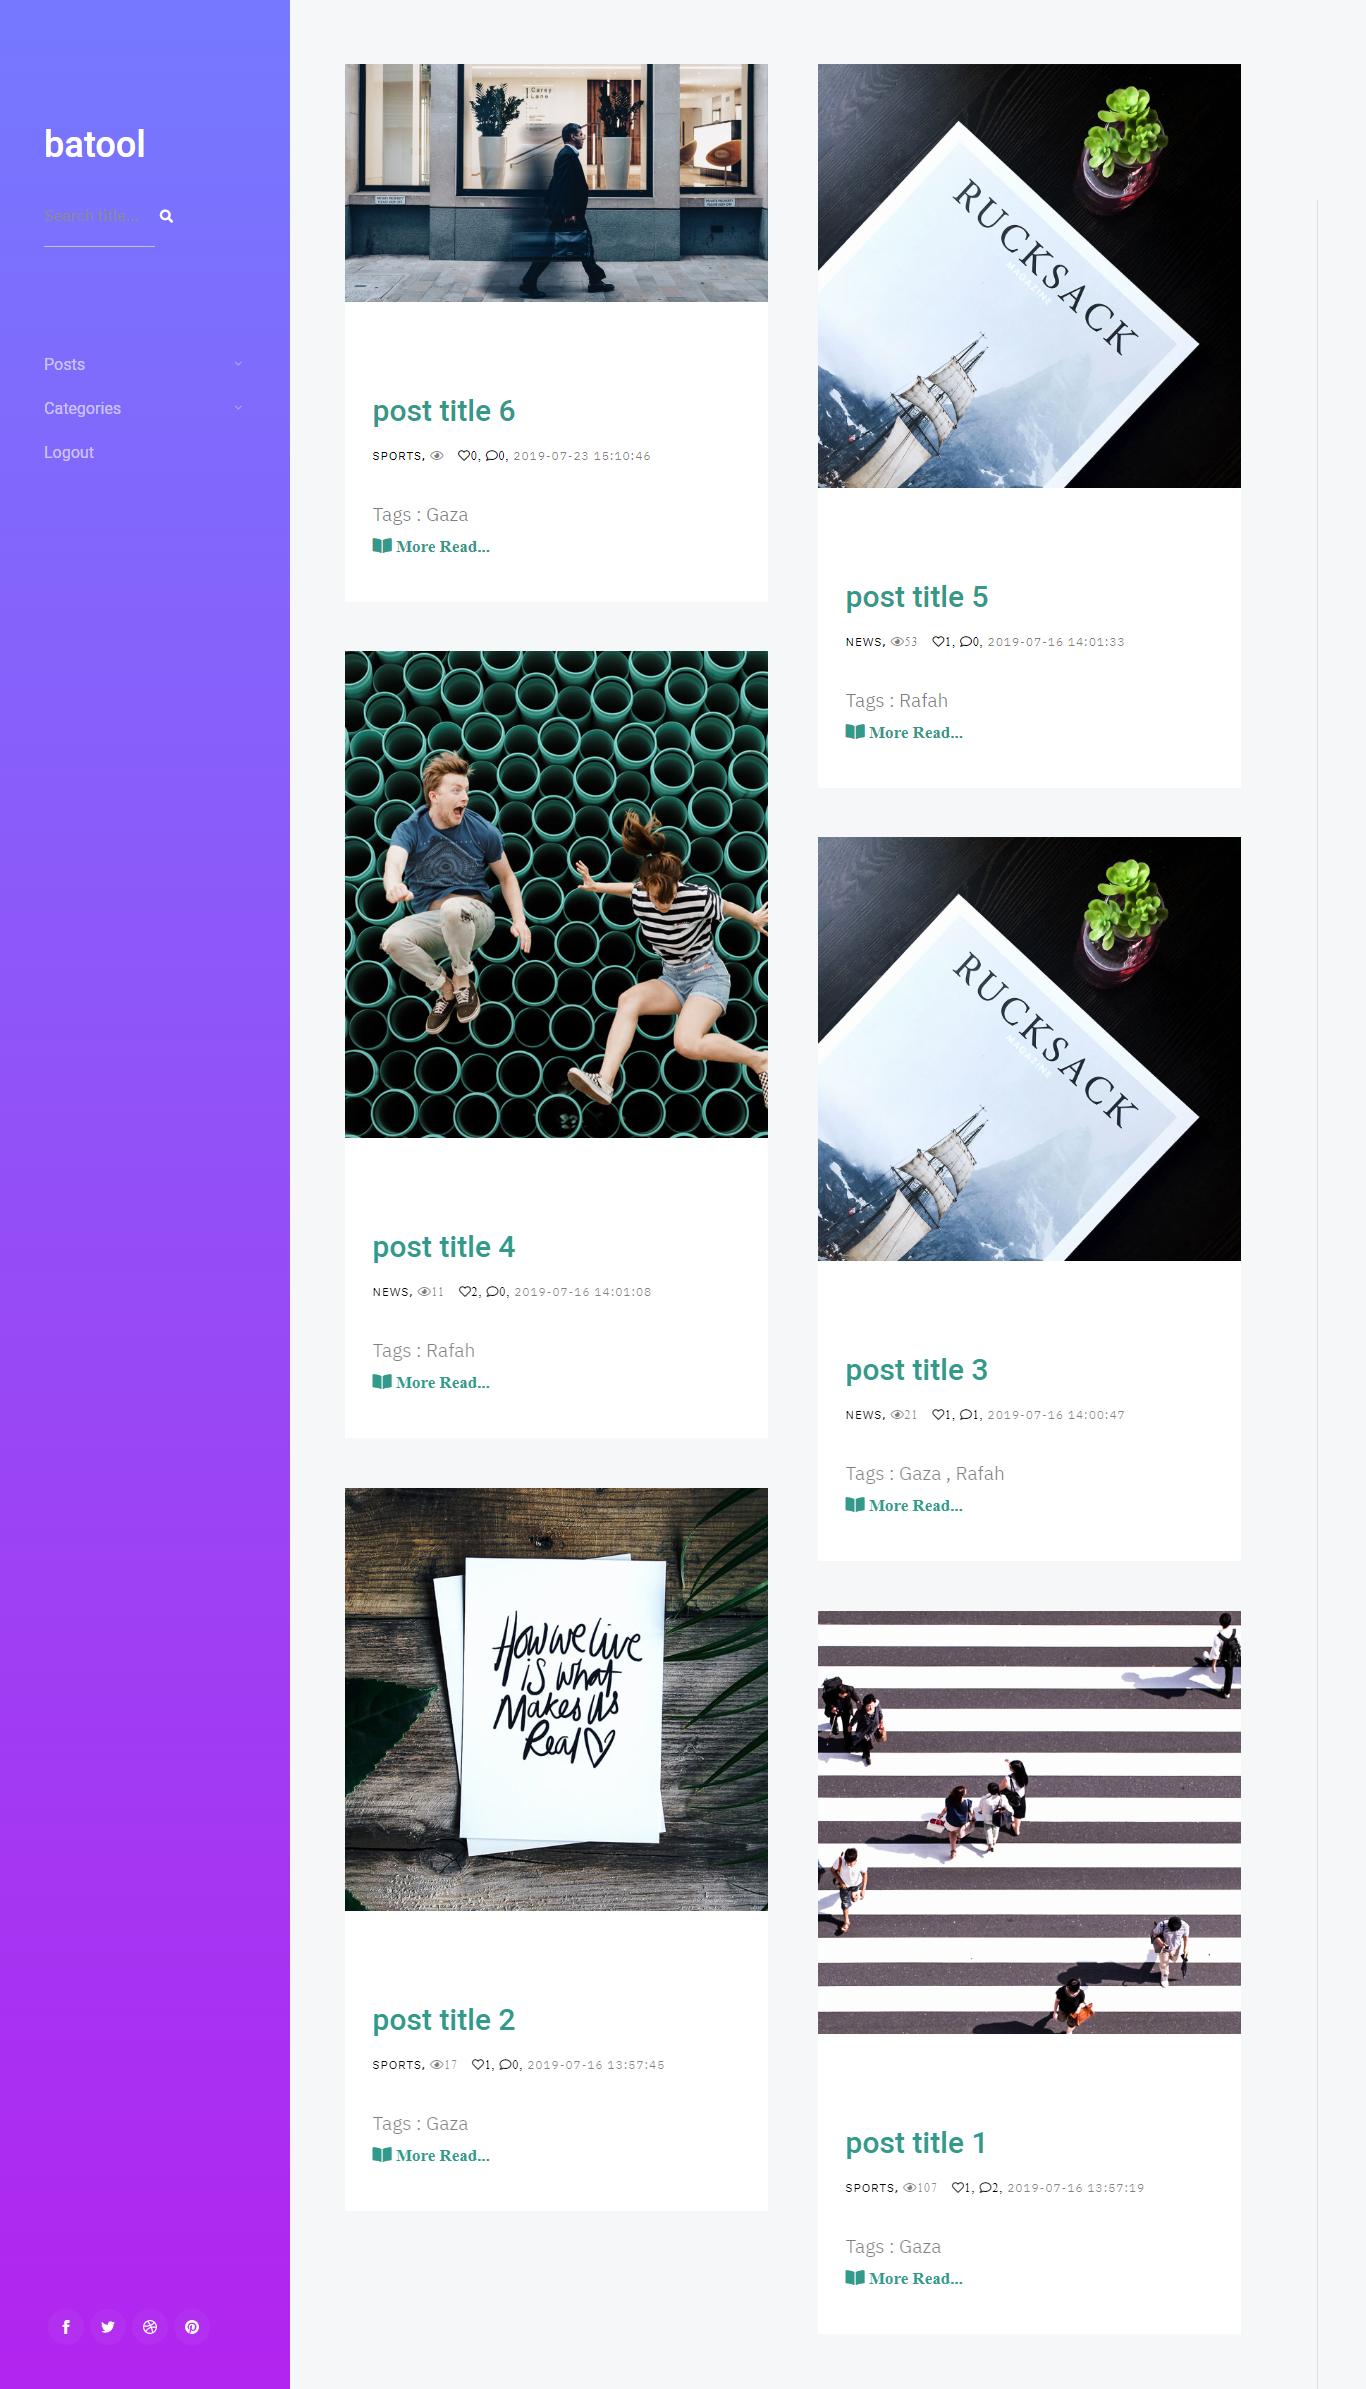 batool
Search title...
Posts
Categories
Logout
Carey
Lane
post title 6
SPORTS, 0, 0, 2019-07-23 15:10:46
Tags : Gaza
More Read...
RUCKSACK
MAGAZINE
post title 5
NEWS, 53 1, 0, 2019-07-16 14:01:33
Tags : Rafah
More Read...
post title 4
NEWS, 11 2, 0, 2019-07-16 14:01:08
Tags : Rafah
More Read...
RUCKSACK
MAGAZINE
post title 3
NEWS, 21 1, 1, 2019-07-16 14:00:47
Tags : Gaza , Rafah
More Read...
How we live
is what
Makes Us
Real
post title 2
SPORTS, 17 1, 0, 2019-07-16 13:57:45
Tags : Gaza
More Read...
post title 1
SPORTS, 107 1, 2, 2019-07-16 13:57:19
Tags : Gaza
More Read...